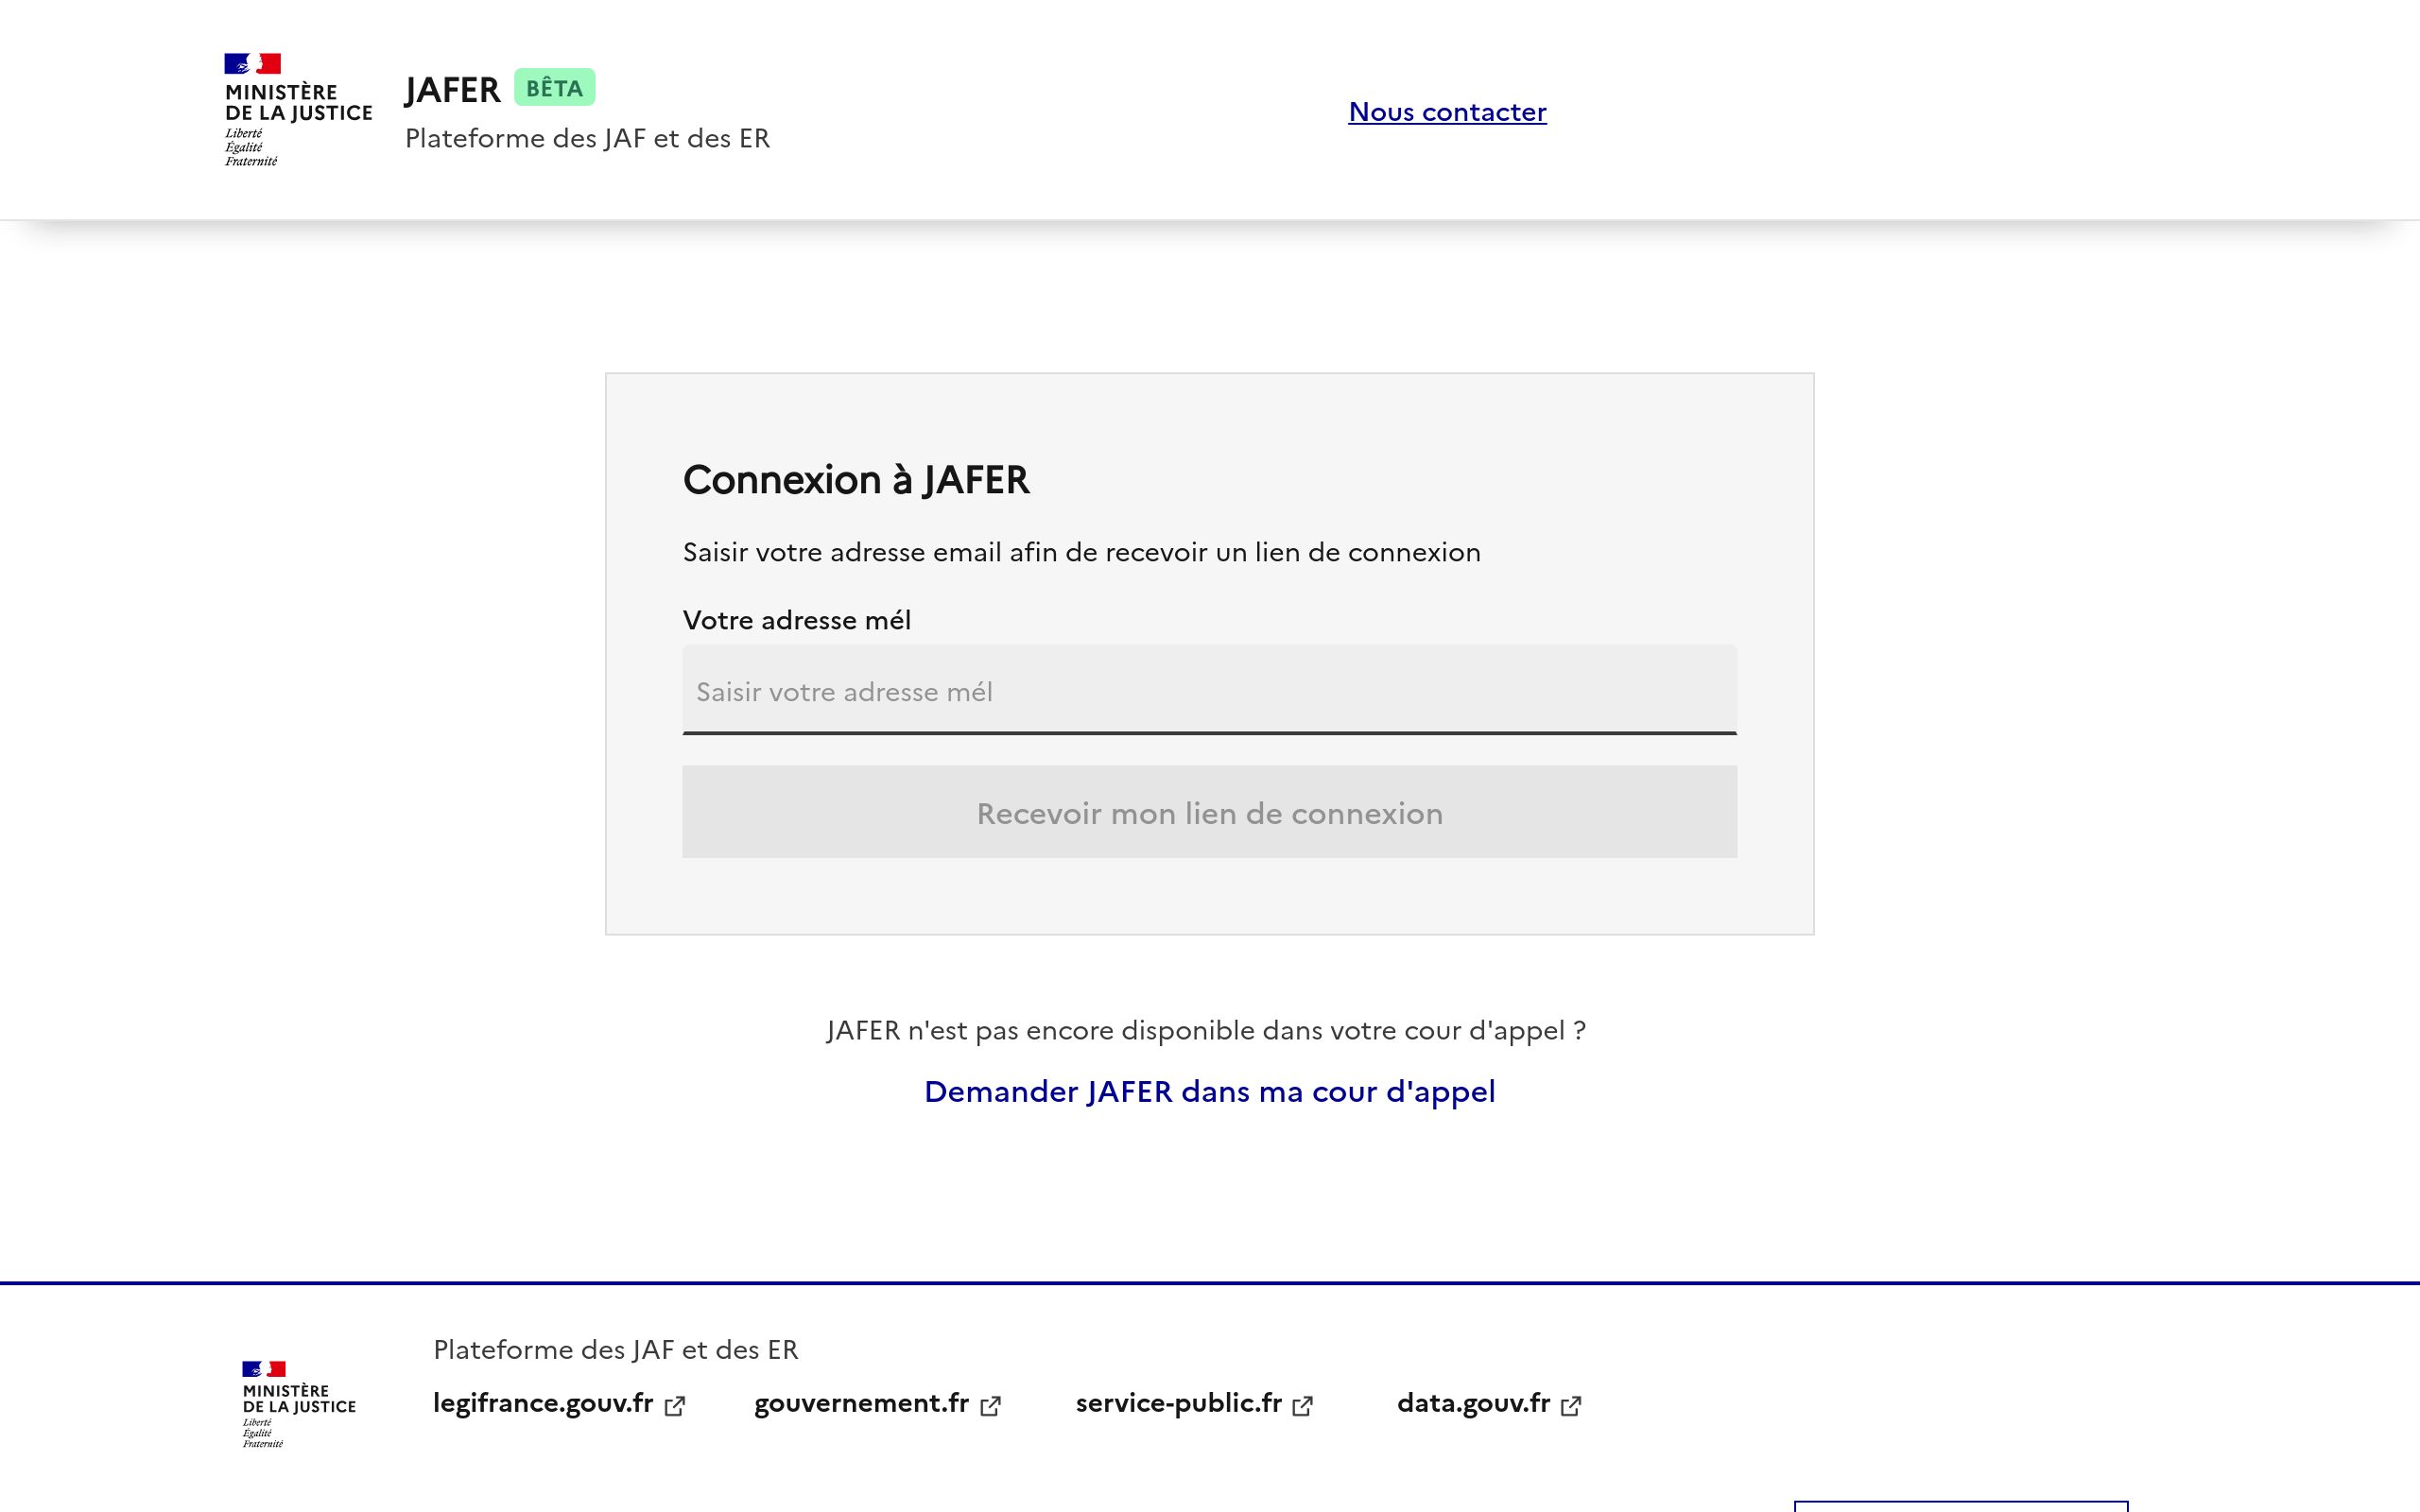 MINISTÈRE
DE LA JUSTICE
Liberté
Égalité
Fraternité
JAFER BÊTA
Plateforme des JAF et des ER
Nous contacter
Connexion à JAFER
Saisir votre adresse email afin de recevoir un lien de connexion
Votre adresse mél
Saisir votre adresse mél
Recevoir mon lien de connexion
JAFER n'est pas encore disponible dans votre cour d'appel ?
Demander JAFER dans ma cour d'appel
MINISTÈRE
DE LA JUSTICE
Liberté
Égalité
Fraternité
Plateforme des JAF et des ER
legifrance.gouv.fr gouvernement.fr service-public.fr data.gouv.fr